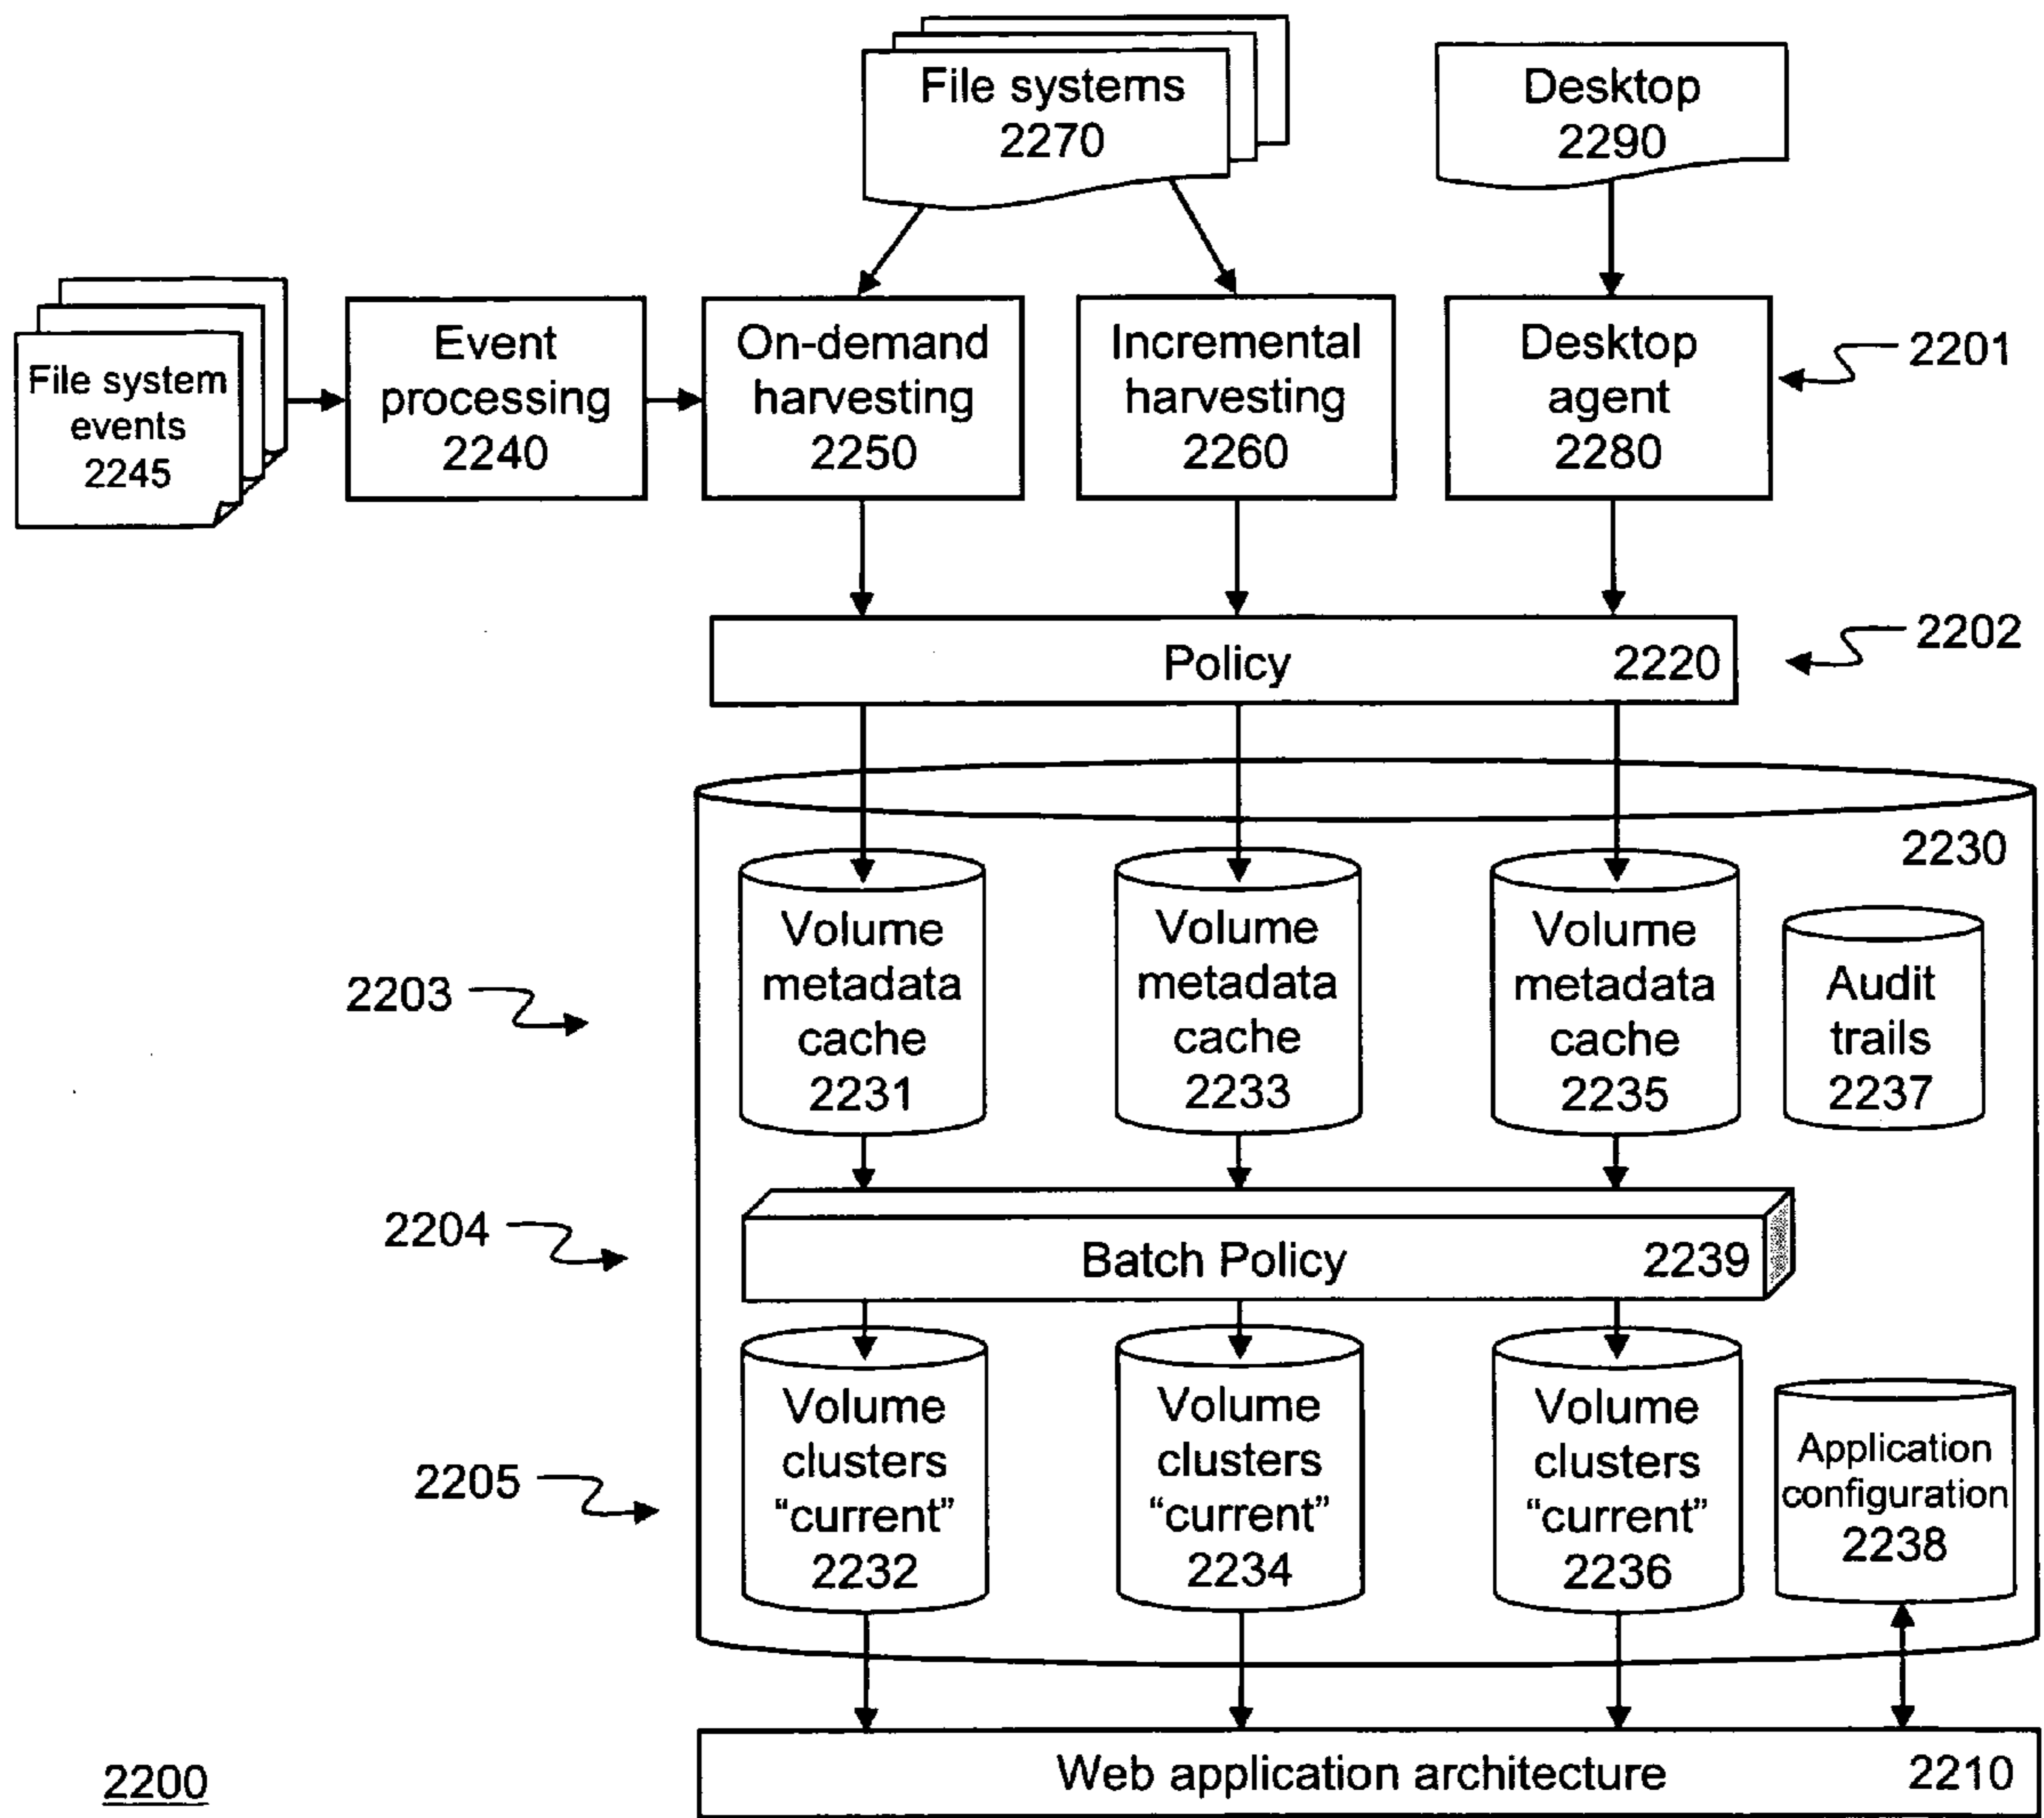 File systems
2270
Desktop
2290
File system
events
2245
Event
processing
2240
On-demand
harvesting
2250
Incremental
harvesting
2260
Desktop
agent
2280
2201
Policy
2220
2202
2230
Volume
metadata
cache
2231
Volume
metadata
cache
2233
Volume
metadata
cache
2235
Audit
trails
2237
2203
2204
Batch Policy
2239
Volume
clusters
“current”
2232
Volume
clusters
“current”
2234
Volume
clusters
“current”
2236
Application
configuration
2238
2205
2200
Web application architecture
2210